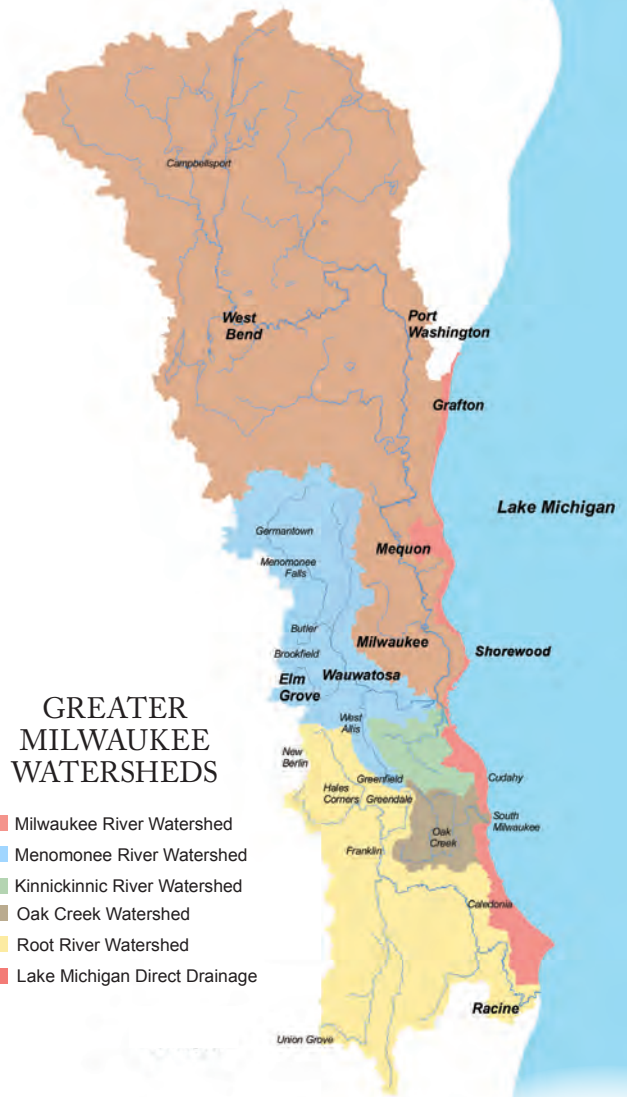 Campbellsport
West
Bend
Port
Washington
Grafton
Lake Michigan
Germantown
Mequon
Menomonee
Falls
Butler
Milwaukee
Shorewood
Brockfield
Wauwatosa
Elm
Grove
GREATER
MILWAUKEE
WATERSHEDS
West
Allis
New
Berlin
Greenfield
Cudahy
Hales
Corners
Greendale
South
Milwaukee
Oak
Creek
Franklin
Caledonia
Racine
Union Grove
Milwaukee River Watershed
Menomonee River Watershed
Kinnickinnic River Watershed
Oak Creek Watershed
Root River Watershed
Lake Michigan Direct Drainage